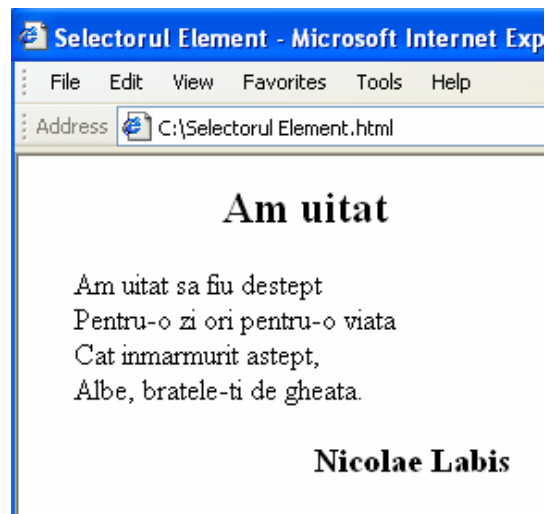 Selectorul Element - Microsoft Internet Exp
File Edit View Favorites Tools Help
Address C:\Selectorul Element.html
Am uitat
Am uitat sa fiu destept
Pentru-o zi ori pentru-o viata
Cat inmarmurit astept,
Albe, bratele-ti de gheata.
Nicolae Labis